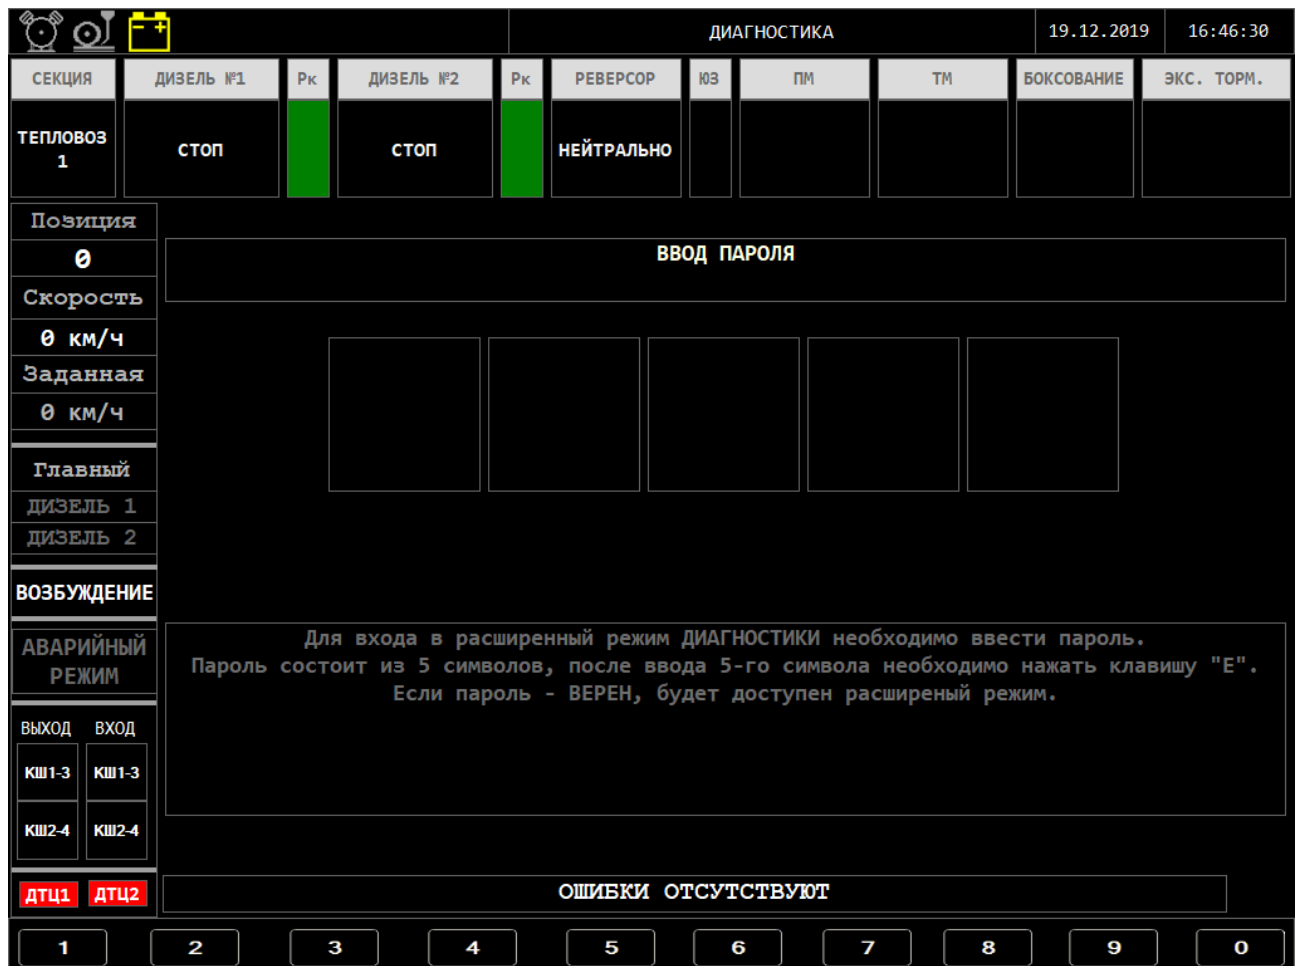 ДИАГНОСТИКА 19.12.2019 16:46:30
СЕКЦИЯ ДИЗЕЛЬ №1 Рк ДИЗЕЛЬ №2 Рк РЕВЕРСОР ЮЗ ПМ ТМ БОКСОВАНИЕ ЭКС. ТОРМ.
ТЕПЛОВОЗ
1
СТОП СТОП НЕЙТРАЛЬНО
Позиция
0
Скорость
0 км/ч
Заданная
0 км/ч
Главный
ДИЗЕЛЬ 1
ДИЗЕЛЬ 2
ВОЗБУЖДЕНИЕ
АВАРИЙНЫЙ
РЕЖИМ
ВЫХОД ВХОД
КШ1-3 КШ1-3
КШ2-4 КШ2-4
ДТЦ1 ДТЦ2
ВВОД ПАРОЛЯ
Для входа в расширенный режим ДИАГНОСТИКИ необходимо ввести пароль.
Пароль состоит из 5 символов, после ввода 5-го символа необходимо нажать клавишу "Е".
Если пароль - ВЕРЕН, будет доступен расширеный режим.
ОШИБКИ ОТСУТСТВУЮТ
1 2 3 4 5 6 7 8 9 0